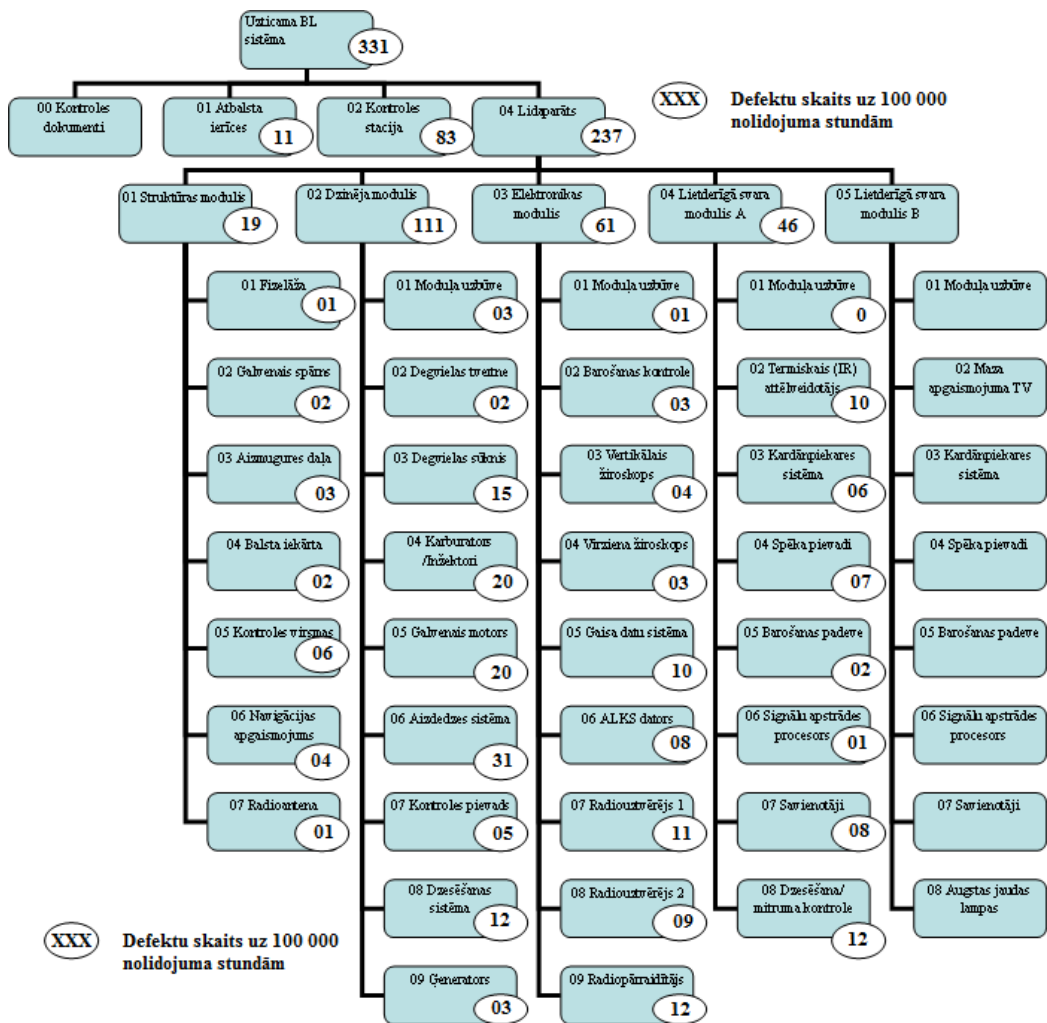 Uzticama BL
sistēma
331
00 Kontroles
dokumenti
01 Atbalsta
ierīces
11
02 Kontroles
stacija
83
04 Lidaparāts
237
XXX
Defektu skaits uz 100 000
nolidojuma stundām
01 Struktūras modulis
19
02 Dzinēja modulis
111
03 Elektronikas
modulis
61
04 Lietderīgā svara
modulis A
46
05 Lietderīgā svara
modulis B
01 Fizelāža
01
02 Galvenais spārns
02
03 Aizmugures daļa
03
04 Balsta iekārta
02
05 Kontroles virsmas
06
06 Navigācijas
apgaismojums
04
07 Radioantena
01
01 Moduļa uzbūve
03
02 Degvielas tvertne
02
03 Degvielas sūknis
15
04 Karburators
/Inžektori
20
05 Galvenais motors
20
06 Aizdedzes sistēma
31
07 Kontroles pievads
05
08 Dzesēšanas
sistēma
12
09 Ģenerators
03
01 Moduļa uzbūve
01
02 Barošanas kontrole
03
03 Vertikālais
žiroskops
04
04 Virziena žiroskops
03
05 Gaisa datu sistēma
10
06 ALKS dators
08
07 Radiouztvērējs 1
11
08 Radiouztvērējs 2
09
09 Radiopārraidītājs
12
01 Moduļa uzbūve
0
02 Termiskais (IR)
attēlveidotājs
10
03 Kardānpiekares
sistēma
06
04 Spēka pievadi
07
05 Barošanas padeve
02
06 Signālu apstrādes
procesors
01
07 Savienotāji
08
08 Dzesēšana/
mitruma kontrole
12
01 Moduļa uzbūve
02 Maza
apgaismojuma TV
03 Kardānpiekares
sistēma
04 Spēka pievadi
05 Barošanas padeve
06 Signālu apstrādes
procesors
07 Savienotāji
08 Augstas jaudas
lampas
XXX
Defektu skaits uz 100 000
nolidojuma stundām